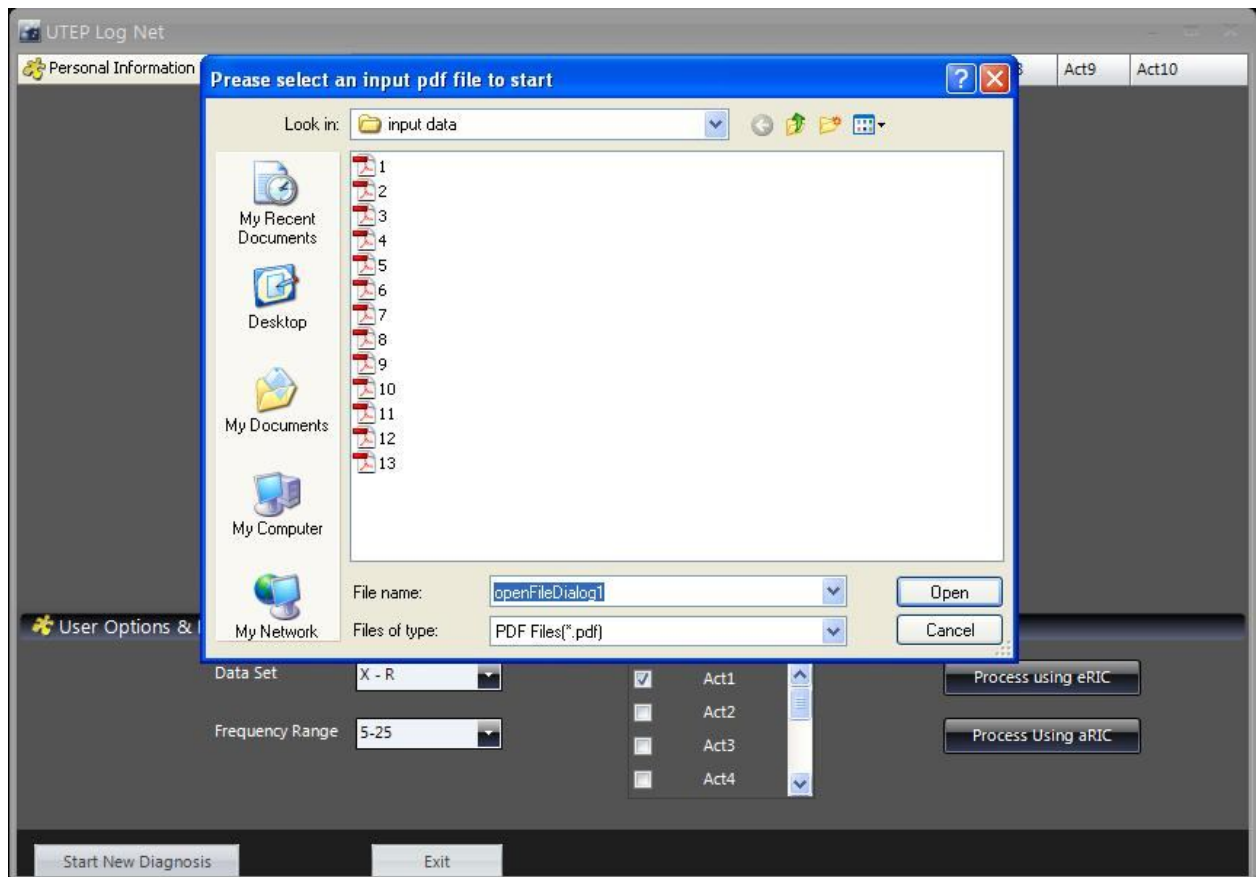 UTEP Log Net
Personal Information
Act9
Act10
Prease select an input pdf file to start
Look in:
input data
My Recent
Documents
Desktop
My Documents
My Computer
My Network
1
2
3
4
5
6
7
8
9
10
11
12
13
File name:
openFileDialog1
Open
Files of type:
PDF Files(*.pdf)
Cancel
User Options &
Data Set
X - R
Frequency Range
5-25
Act1
Act2
Act3
Act4
Process using eRIC
Process Using aRIC
Start New Diagnosis
Exit